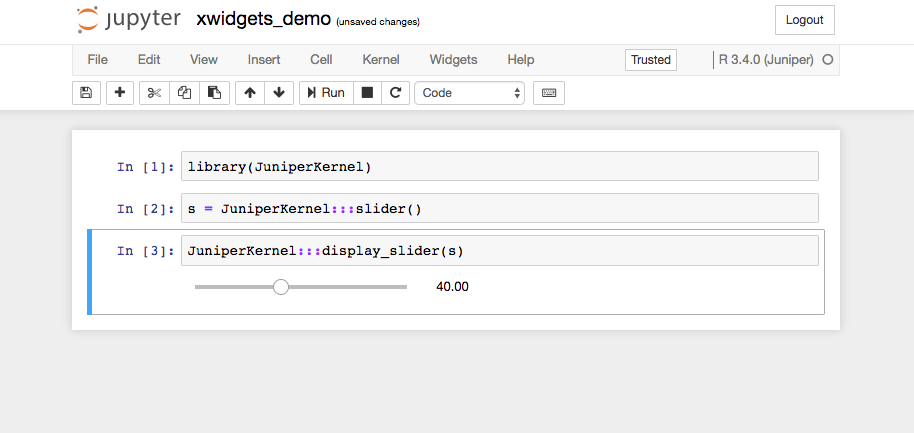 jupyter xwidgets_demo (unsaved changes) Logout
File Edit View Insert Cell Kernel Widgets Help Trusted R 3.4.0 (Juniper)
Run Code
In [1]: library(JuniperKernel)
In [2]: s = JuniperKernel:::slider()
In [3]: JuniperKernel:::display_slider(s)
40.00